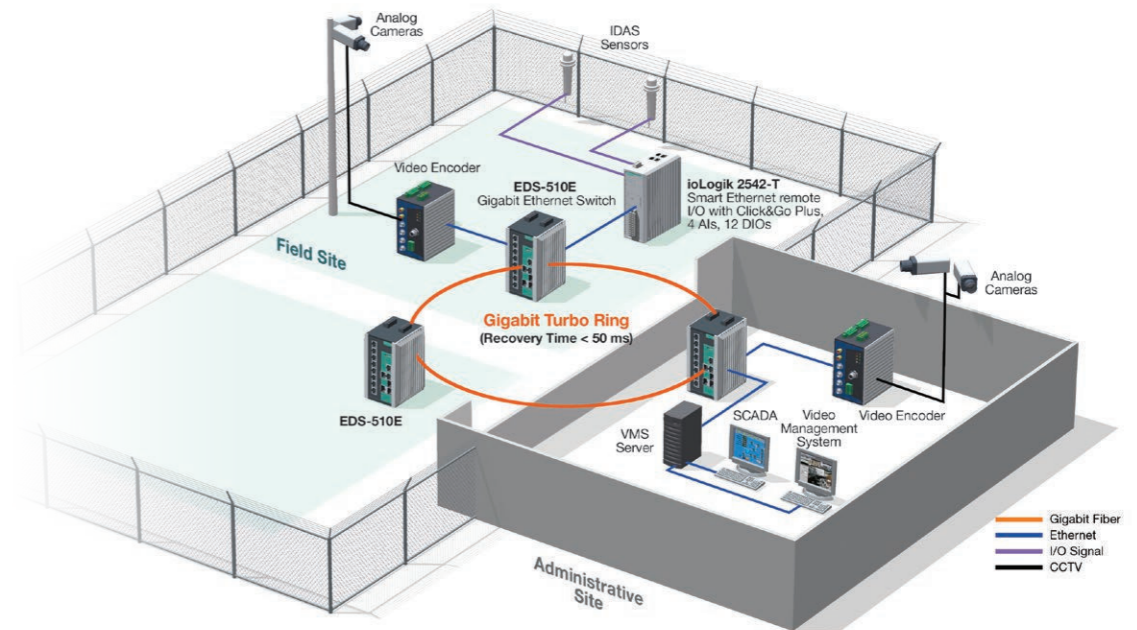 Analog
Cameras
IDAS
Sensors
Video Encoder
EDS-510E
Gigabit Ethernet Switch
ioLogik 2542-T
Smart Ethernet remote
I/O with Click&Go Plus,
4 AIs, 12 DIOs
Field Site
Analog
Cameras
Gigabit Turbo Ring
(Recovery Time < 50 ms)
EDS-510E
VMS
Server
SCADA
Video
Management
System
Video Encoder
Administrative
Site
Gigabit Fiber
Ethernet
I/O Signal
CCTV